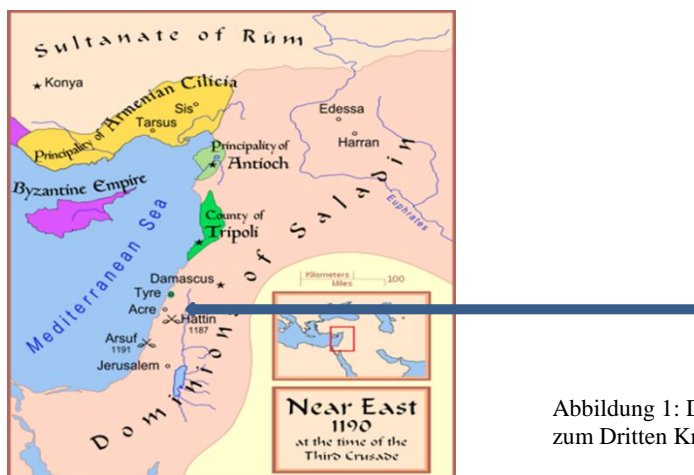 Sultanate of Rūm
Konya
Principality of Armenian Cilicia
Sis
Tarsus
Edessa
Harran
Principality of
Antioch
Byzantine Empire
Euphrates
Mediterranean Sea
County of
Tripoli
Dominions of Saladin
Damascus
Tyre
Acre
Hattin
1187
Arsuf
1191
Jerusalem
Kilometers
Miles
100
Near East
1190
at the time of the
Third Crusade
Abbildung 1: D
zum Dritten Kr